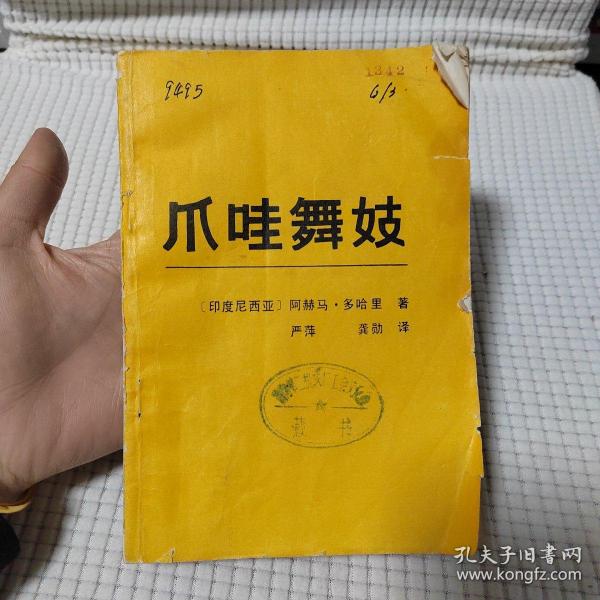 1342
9495
6/3
爪哇舞妓
〔印度尼西亚〕阿赫马·多哈里 著
严萍 龚勋 译
藏书
孔夫子旧书网
www.kongfz.com